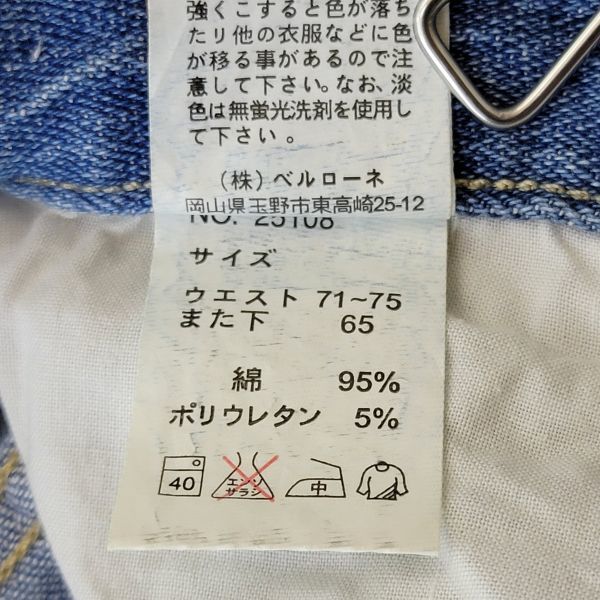 強くこすると色が落ち
たり他の衣服などに色
が移る事があるので注
意して下さい。なお、淡
色は無蛍光洗剤を使用し
て下さい。
(株)ベルローネ
岡山県玉野市東高崎25-12
NO. 25108
サイズ
ウエスト 71~75
また下 65
綿 95%
ポリウレタン 5%
40
エンソ
サラシ
中